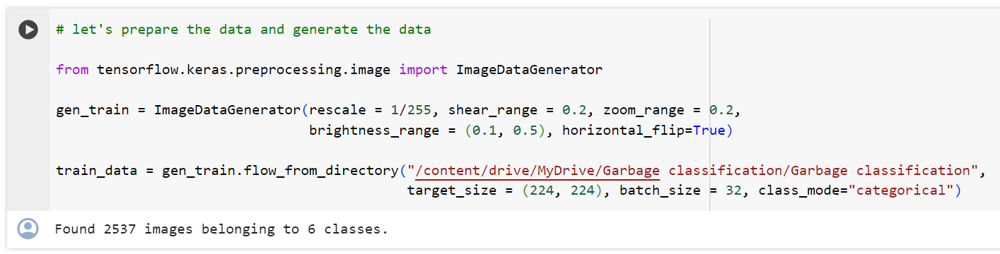 # let's prepare the data and generate the data
from tensorflow.keras.preprocessing.image import ImageDataGenerator
gen_train = ImageDataGenerator(rescale = 1/255, shear_range = 0.2, zoom_range = 0.2,
brightness_range = (0.1, 0.5), horizontal_flip=True)
train_data = gen_train.flow_from_directory("/content/drive/MyDrive/Garbage classification/Garbage classification",
target_size = (224, 224), batch_size = 32, class_mode="categorical")
Found 2537 images belonging to 6 classes.